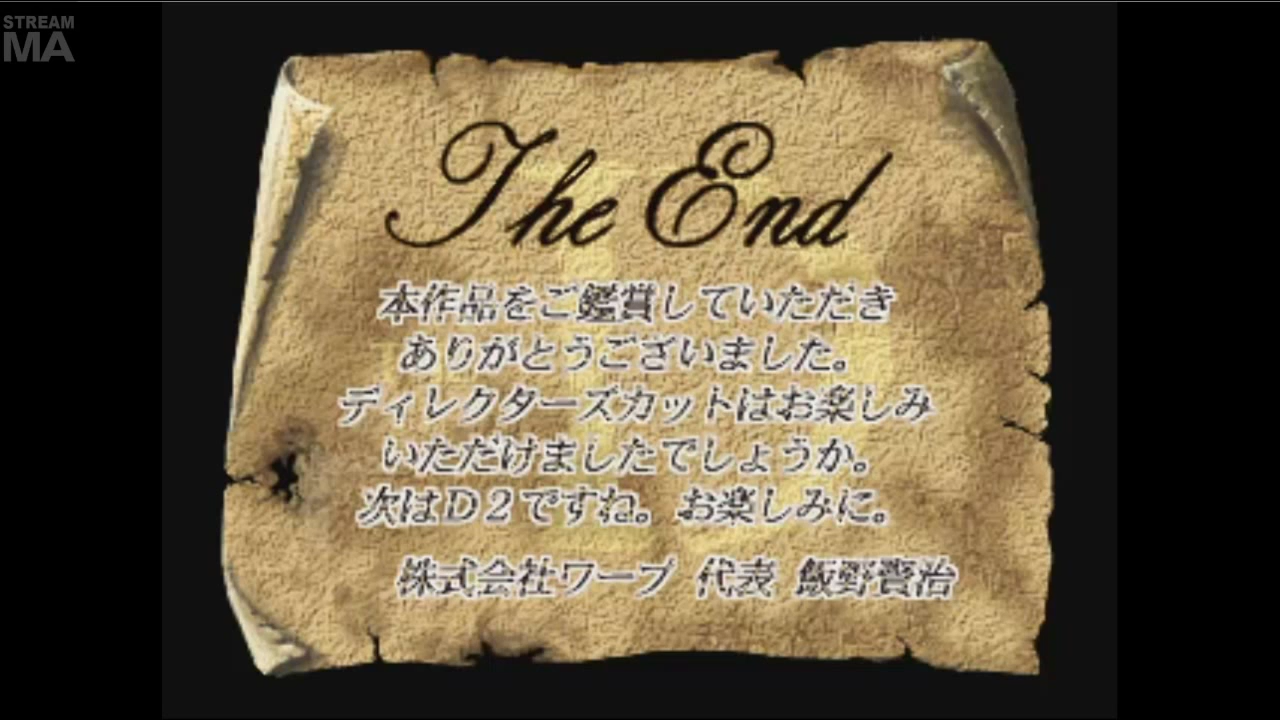 STREAM
MA
The End
本作品をご鑑賞していただき
ありがとうございました。
ディレクターズカットはお楽しみ
いただけましたでしょうか。
次はD2ですね。お楽しみに。
株式会社ワープ 代表 飯野賢治